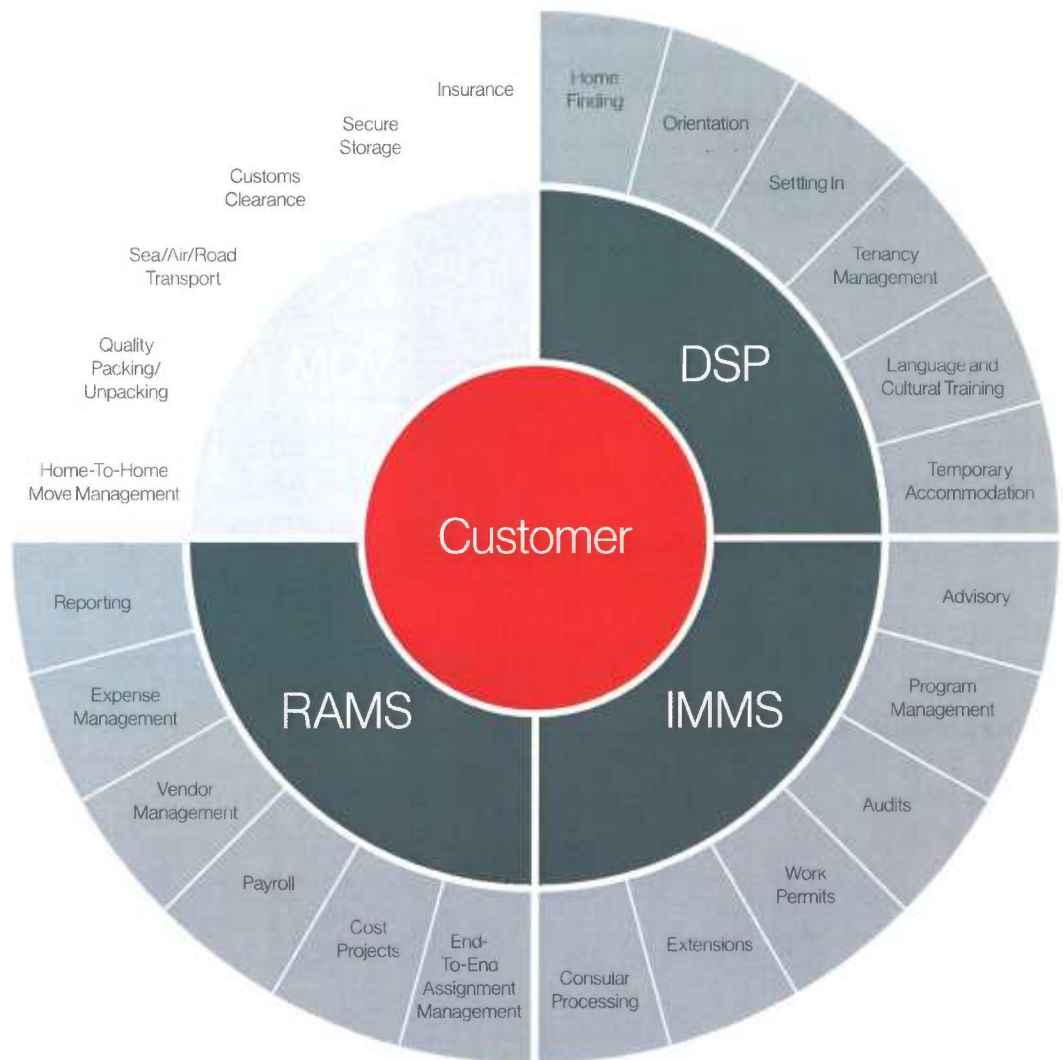 Insurance
Secure
Storage
Customs
Clearance
Sea/Air/Road
Transport
Quality
Packing/
Unpacking
Home-To-Home
Move Management
MOV
Home
Finding
Orientation
Settling In
Tenancy
Management
Language and
Cultural Training
Temporary
Accommodation
DSP
Customer
RAMS
IMMS
Advisory
Program
Management
Audits
Work
Permits
Extensions
Consular
Processing
End-
To-End
Assignment
Management
Cost
Projects
Payroll
Vendor
Management
Expense
Management
Reporting